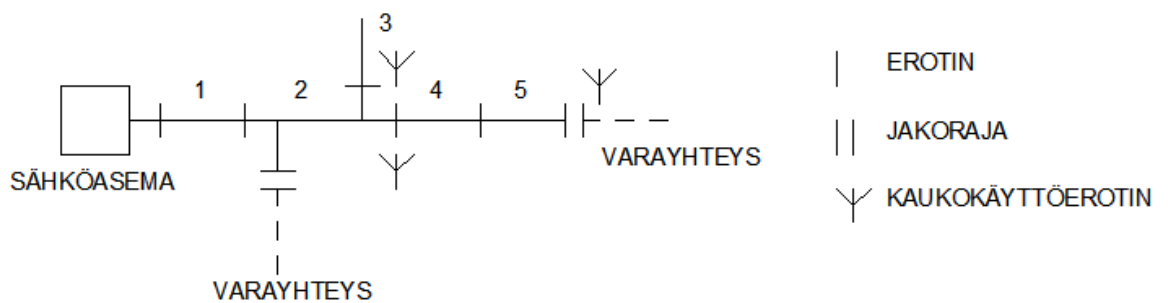 3
1
2
4
5
SÄHKÖASEMA
VARAYHTEYS
VARAYHTEYS
EROTIN
JAKORAJA
KAUKOKÄYTTÖEROTIN